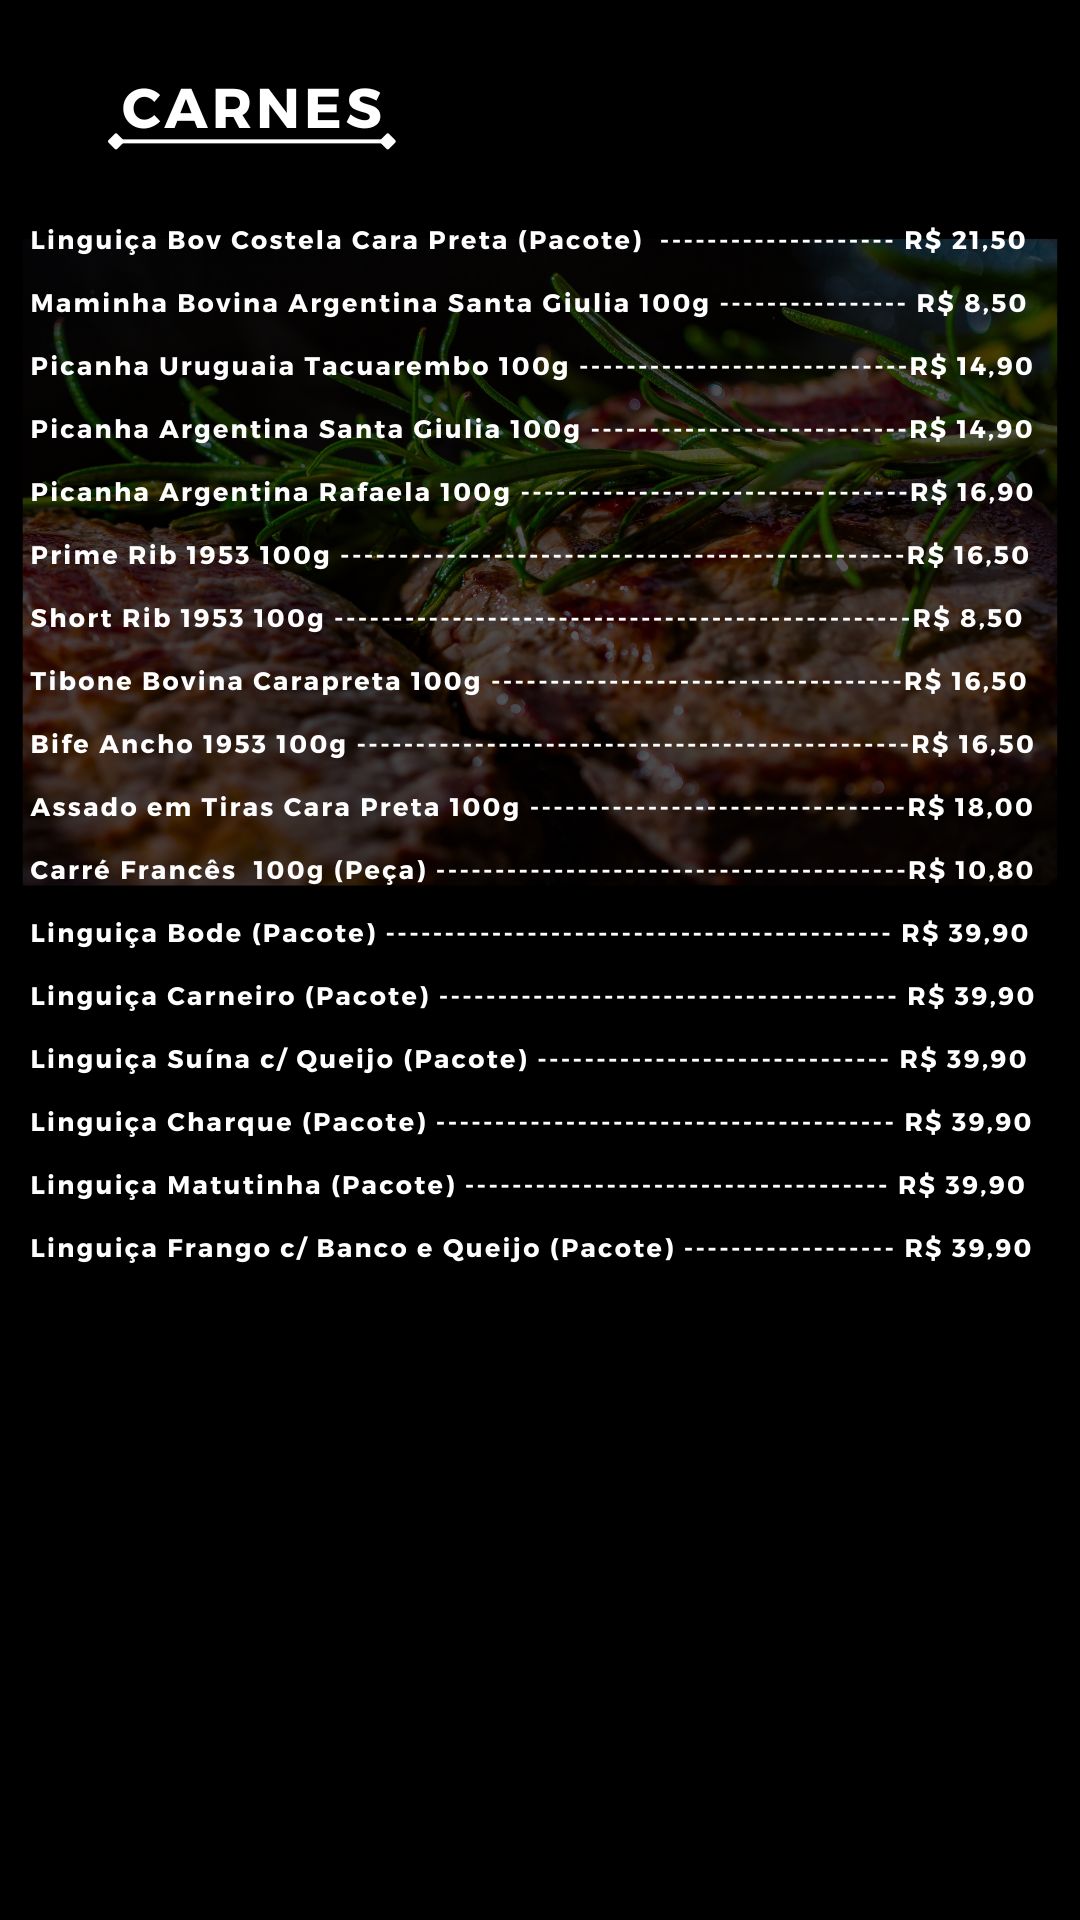 CARNES
Linguiça Bov Costela Cara Preta (Pacote)  -------------------- R$ 21,50
Maminha Bovina Argentina Santa Giulia 100g ---------------- R$ 8,50
Picanha Uruguaia Tacuarembo 100g ----------------------------R$ 14,90
Picanha Argentina Santa Giulia 100g ---------------------------R$ 14,90
Picanha Argentina Rafaela 100g ---------------------------------R$ 16,90
Prime Rib 1953 100g ------------------------------------------------R$ 16,50
Short Rib 1953 100g -------------------------------------------------R$ 8,50
Tibone Bovina Carapreta 100g -----------------------------------R$ 16,50
Bife Ancho 1953 100g -----------------------------------------------R$ 16,50
Assado em Tiras Cara Preta 100g --------------------------------R$ 18,00
Carré Francês  100g (Peça) ----------------------------------------R$ 10,80
Linguiça Bode (Pacote) ------------------------------------------- R$ 39,90
Linguiça Carneiro (Pacote) --------------------------------------- R$ 39,90
Linguiça Suína c/ Queijo (Pacote) ------------------------------ R$ 39,90
Linguiça Charque (Pacote) --------------------------------------- R$ 39,90
Linguiça Matutinha (Pacote) ------------------------------------ R$ 39,90
Linguiça Frango c/ Banco e Queijo (Pacote) ------------------ R$ 39,90